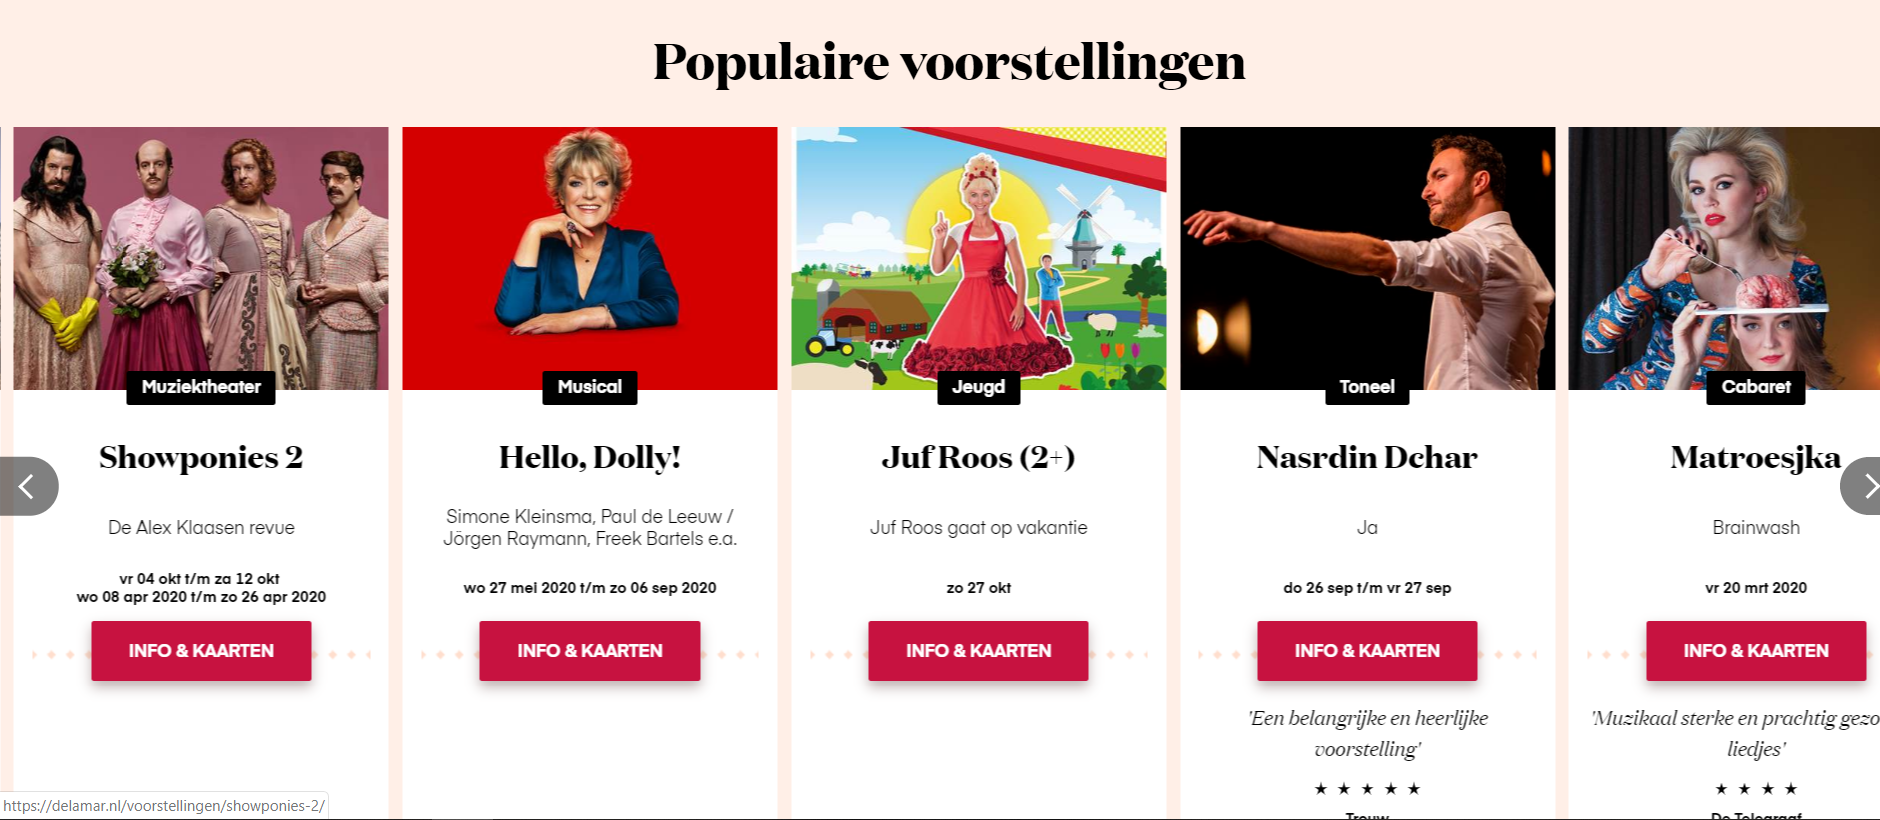 Populaire voorstellingen
Muziektheater
Showponies 2
De Alex Klaasen revue
vr 04 okt t/m za 12 okt
wo 08 apr 2020 t/m zo 26 apr 2020
INFO & KAARTEN
Musical
Hello, Dolly!
Simone Kleinsma, Paul de Leeuw /
Jörgen Raymann, Freek Bartels e.a.
wo 27 mei 2020 t/m zo 06 sep 2020
INFO & KAARTEN
Jeugd
Juf Roos (2+)
Juf Roos gaat op vakantie
zo 27 okt
INFO & KAARTEN
Toneel
Nasrdin Dchar
Ja
do 26 sep t/m vr 27 sep
INFO & KAARTEN
'Een belangrijke en heerlijke
voorstelling'
★ ★ ★ ★ ★
Trouw
Cabaret
Matroesjka
Brainwash
vr 20 mrt 2020
INFO & KAARTEN
'Muzikaal sterke en prachtig gezo
liedjes'
★ ★ ★ ★
De Telegraaf
https://delamar.nl/voorstellingen/showponies-2/